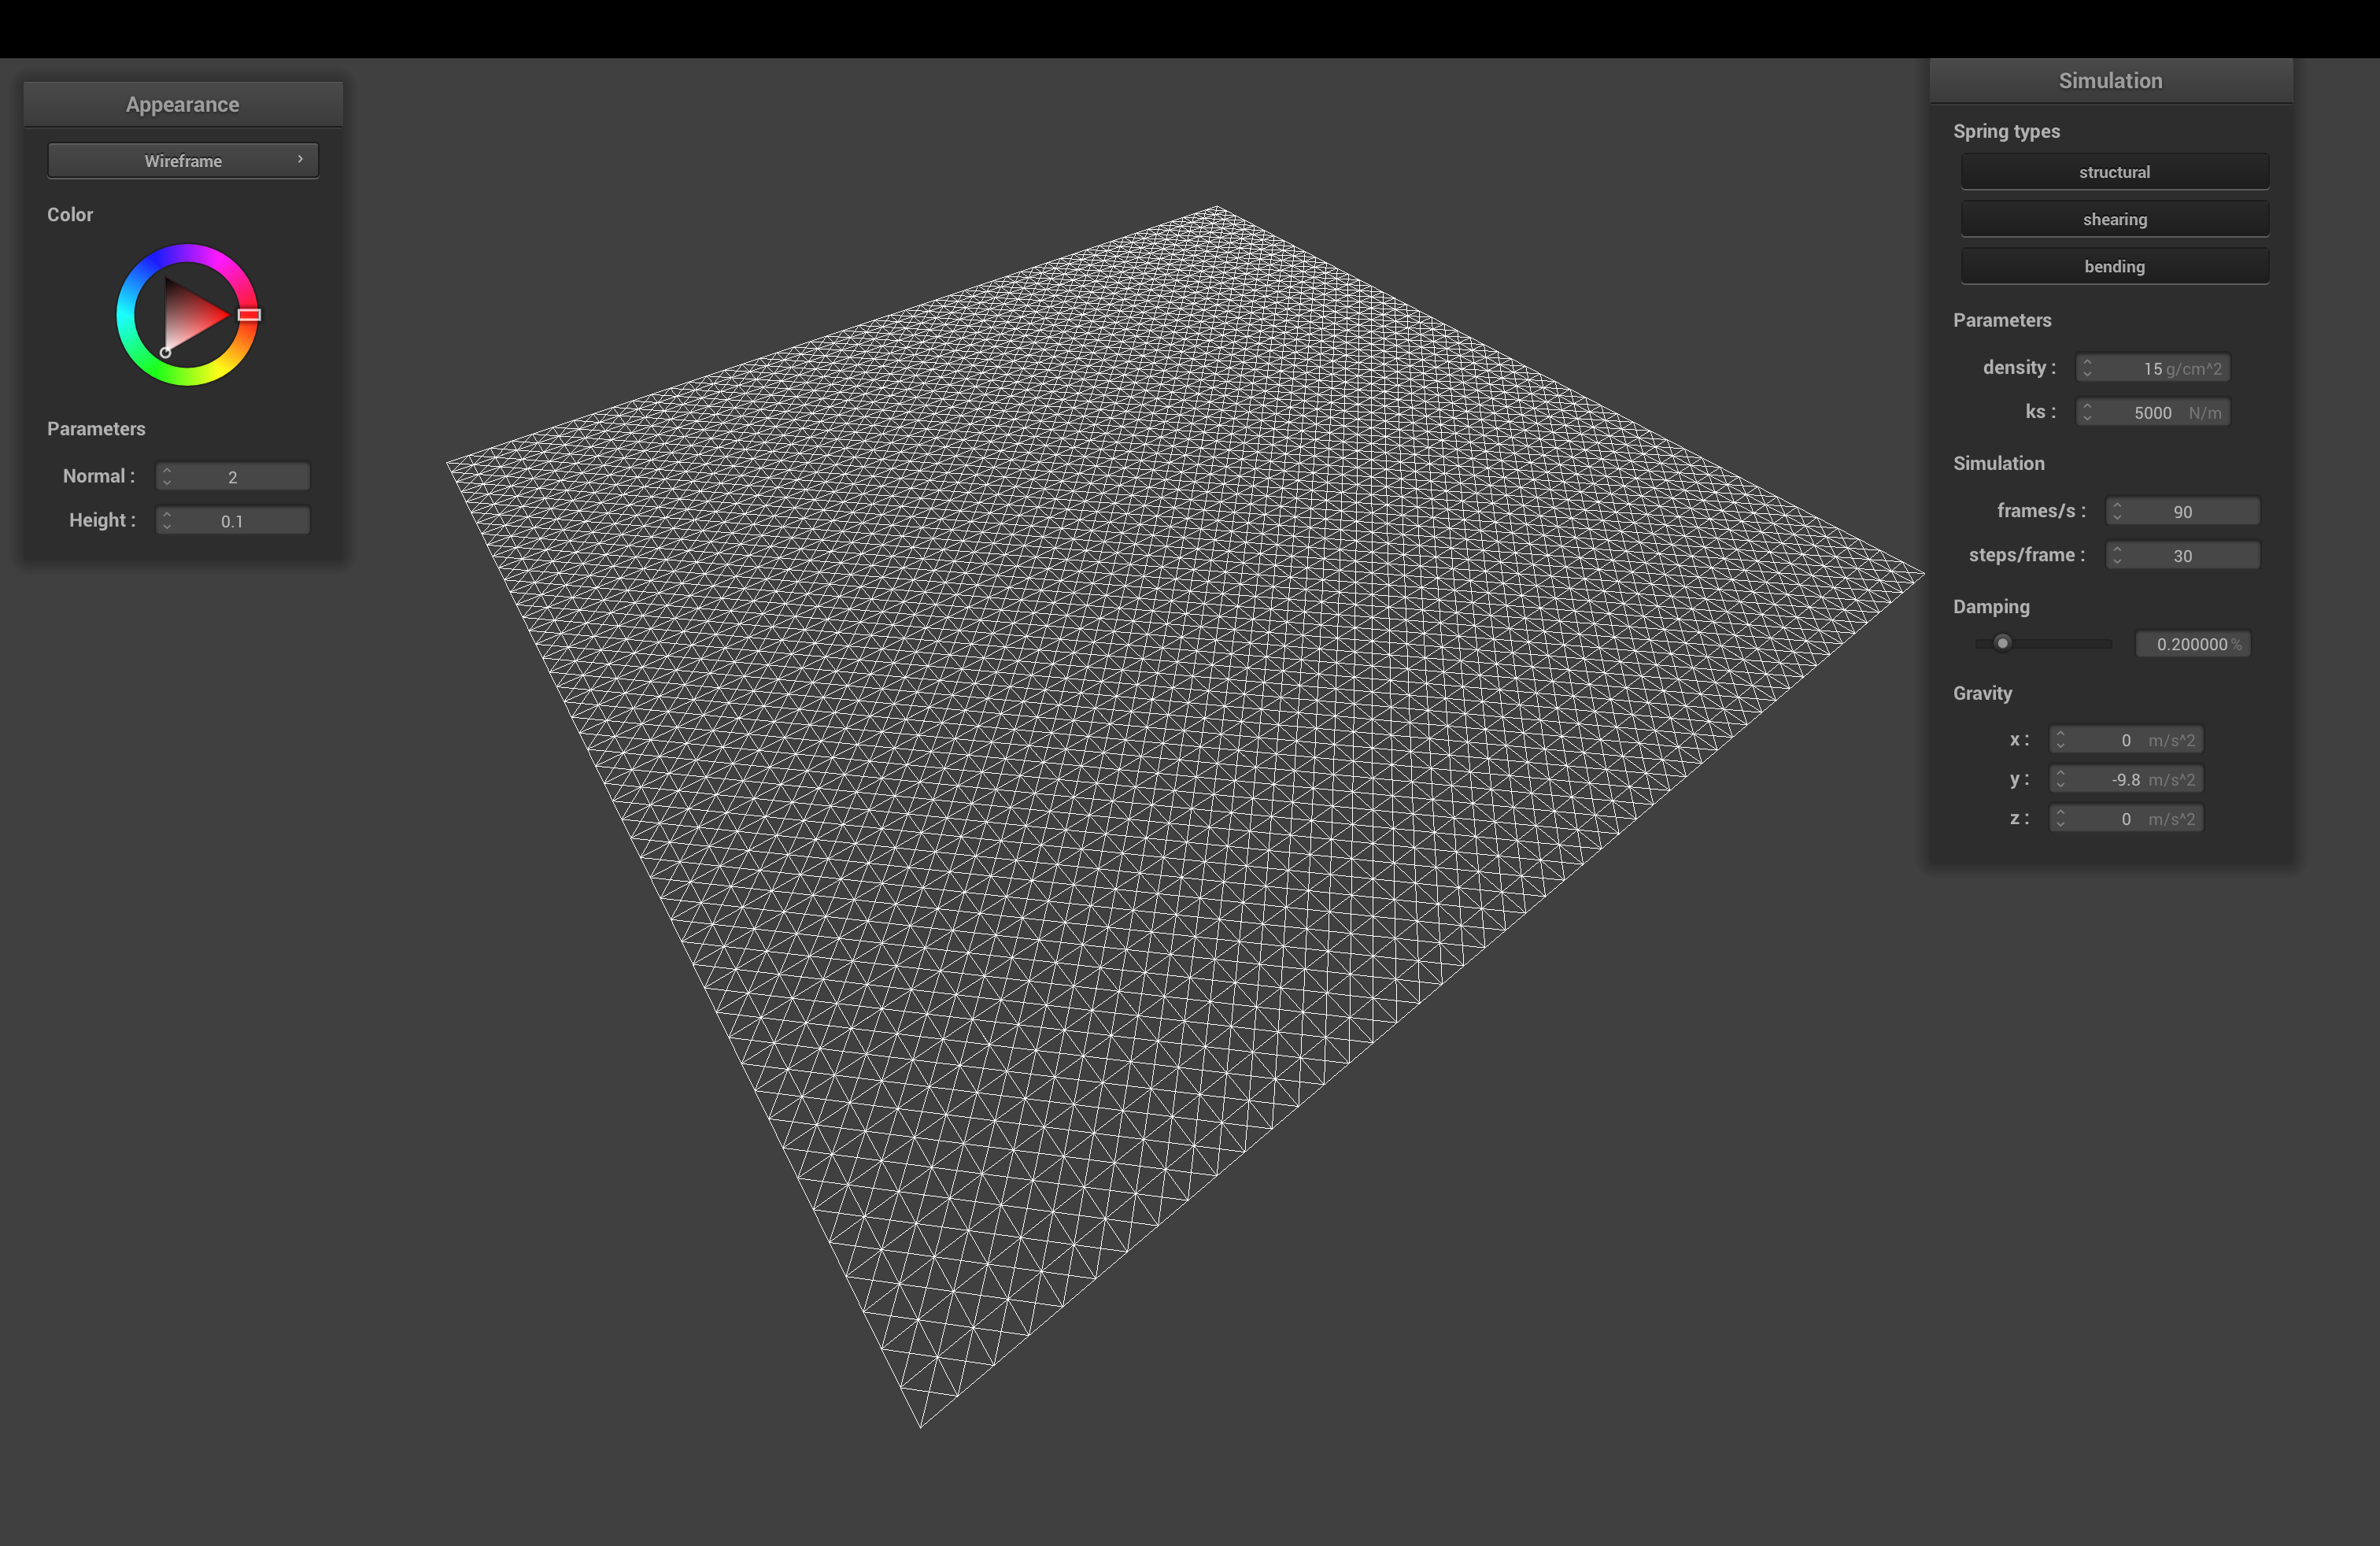 Appearance
Wireframe
Color
Parameters
Normal : 2
Height : 0.1
Simulation
Spring types
structural
shearing
bending
Parameters
density : 15 g/cm^2
ks : 5000 N/m
Simulation
frames/s : 90
steps/frame : 30
Damping
0.200000 %
Gravity
x : 0 m/s^2
y : -9.8 m/s^2
z : 0 m/s^2